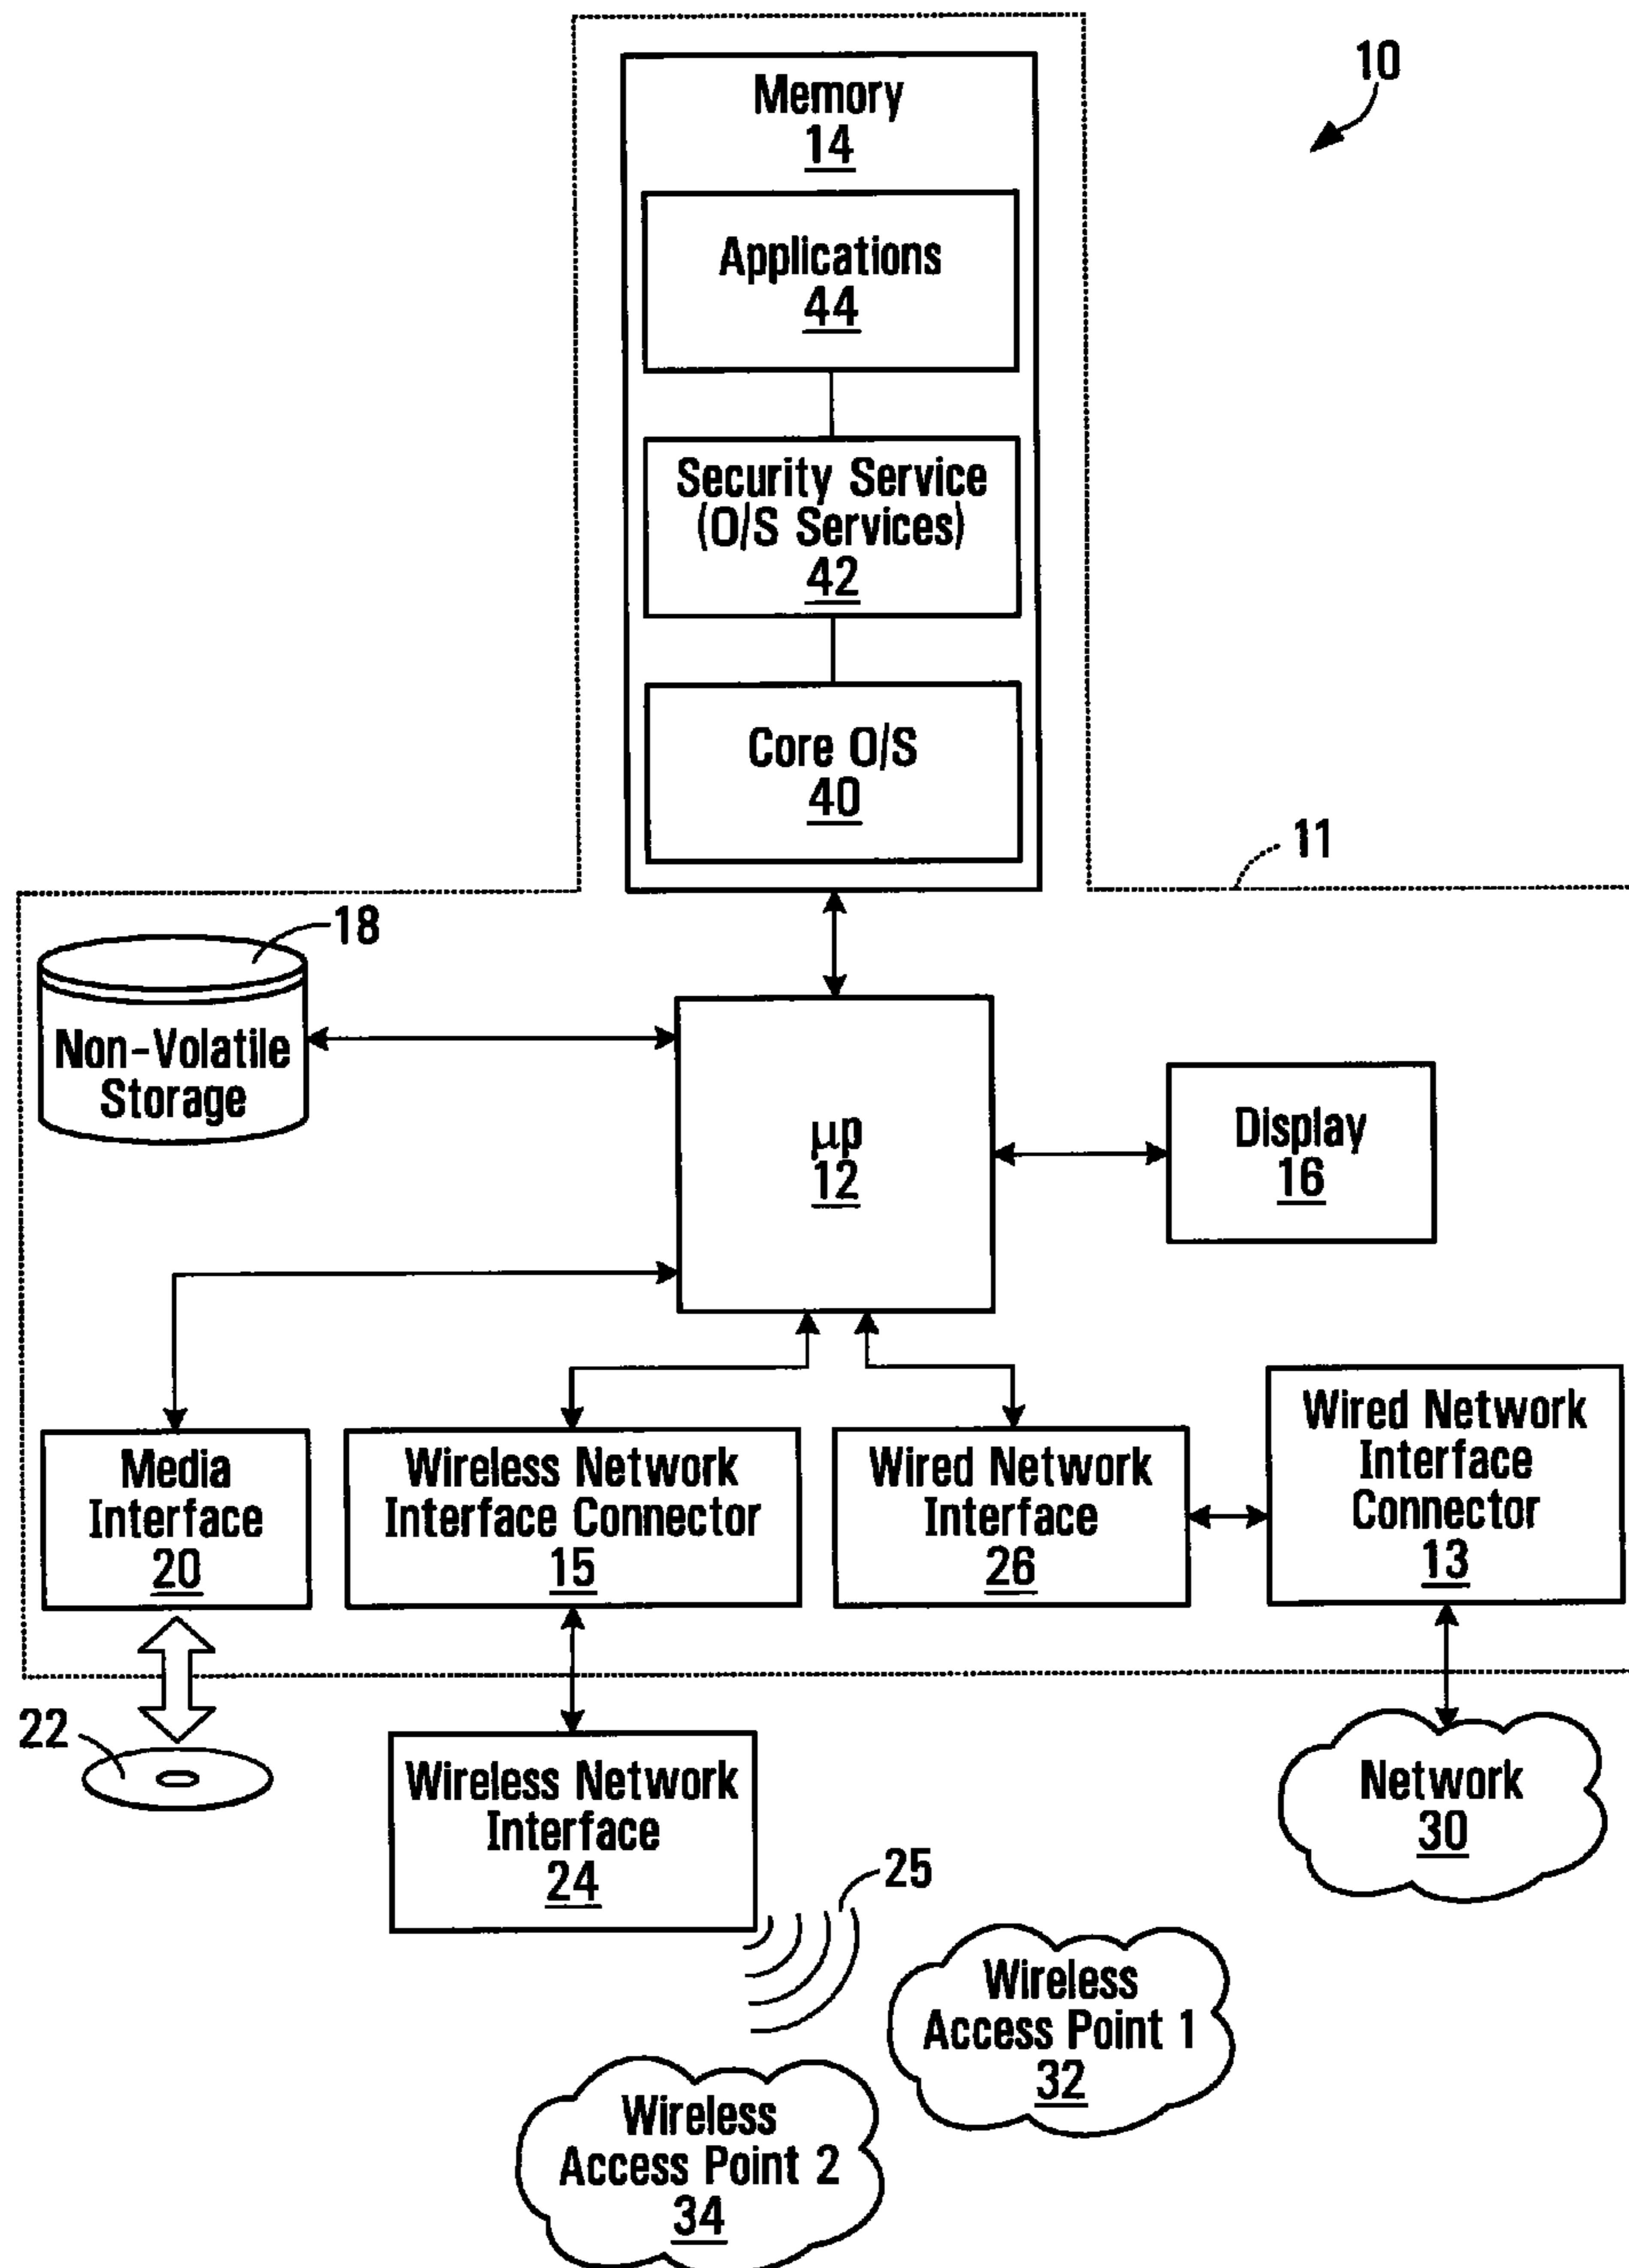 10
Memory
14
Applications
44
Security Service
(O/S Services)
42
Core O/S
40
11
18
Non-Volatile
Storage
μp
12
Display
16
Media
Interface
20
Wireless Network
Interface Connector
15
Wired Network
Interface
26
Wired Network
Interface
Connector
13
22
Wireless Network
Interface
24
25
Network
30
Wireless
Access Point 1
32
Wireless
Access Point 2
34